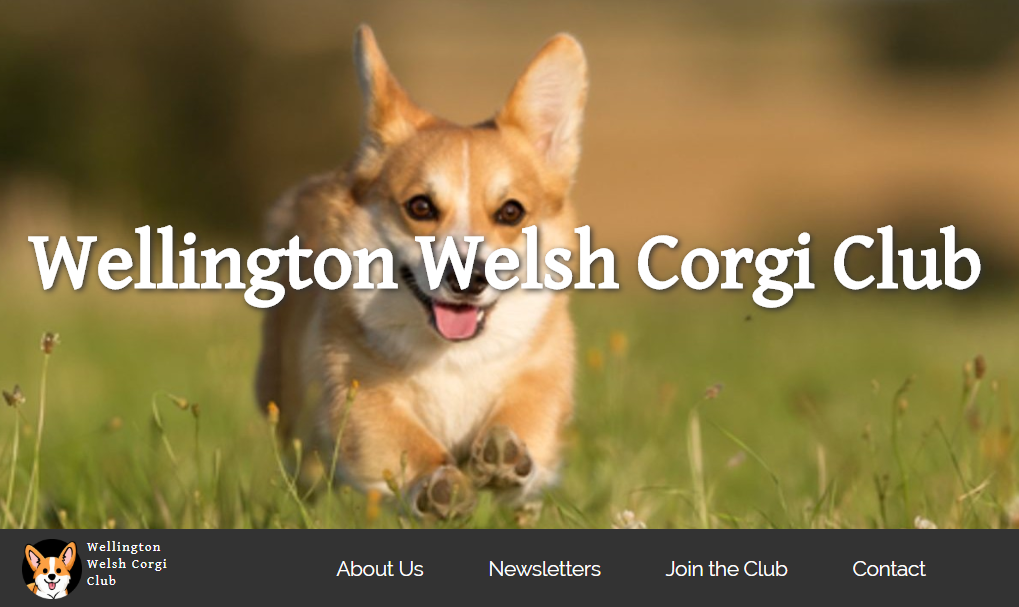 Wellington Welsh Corgi Club
Wellington
Welsh Corgi
Club
About Us Newsletters Join the Club Contact